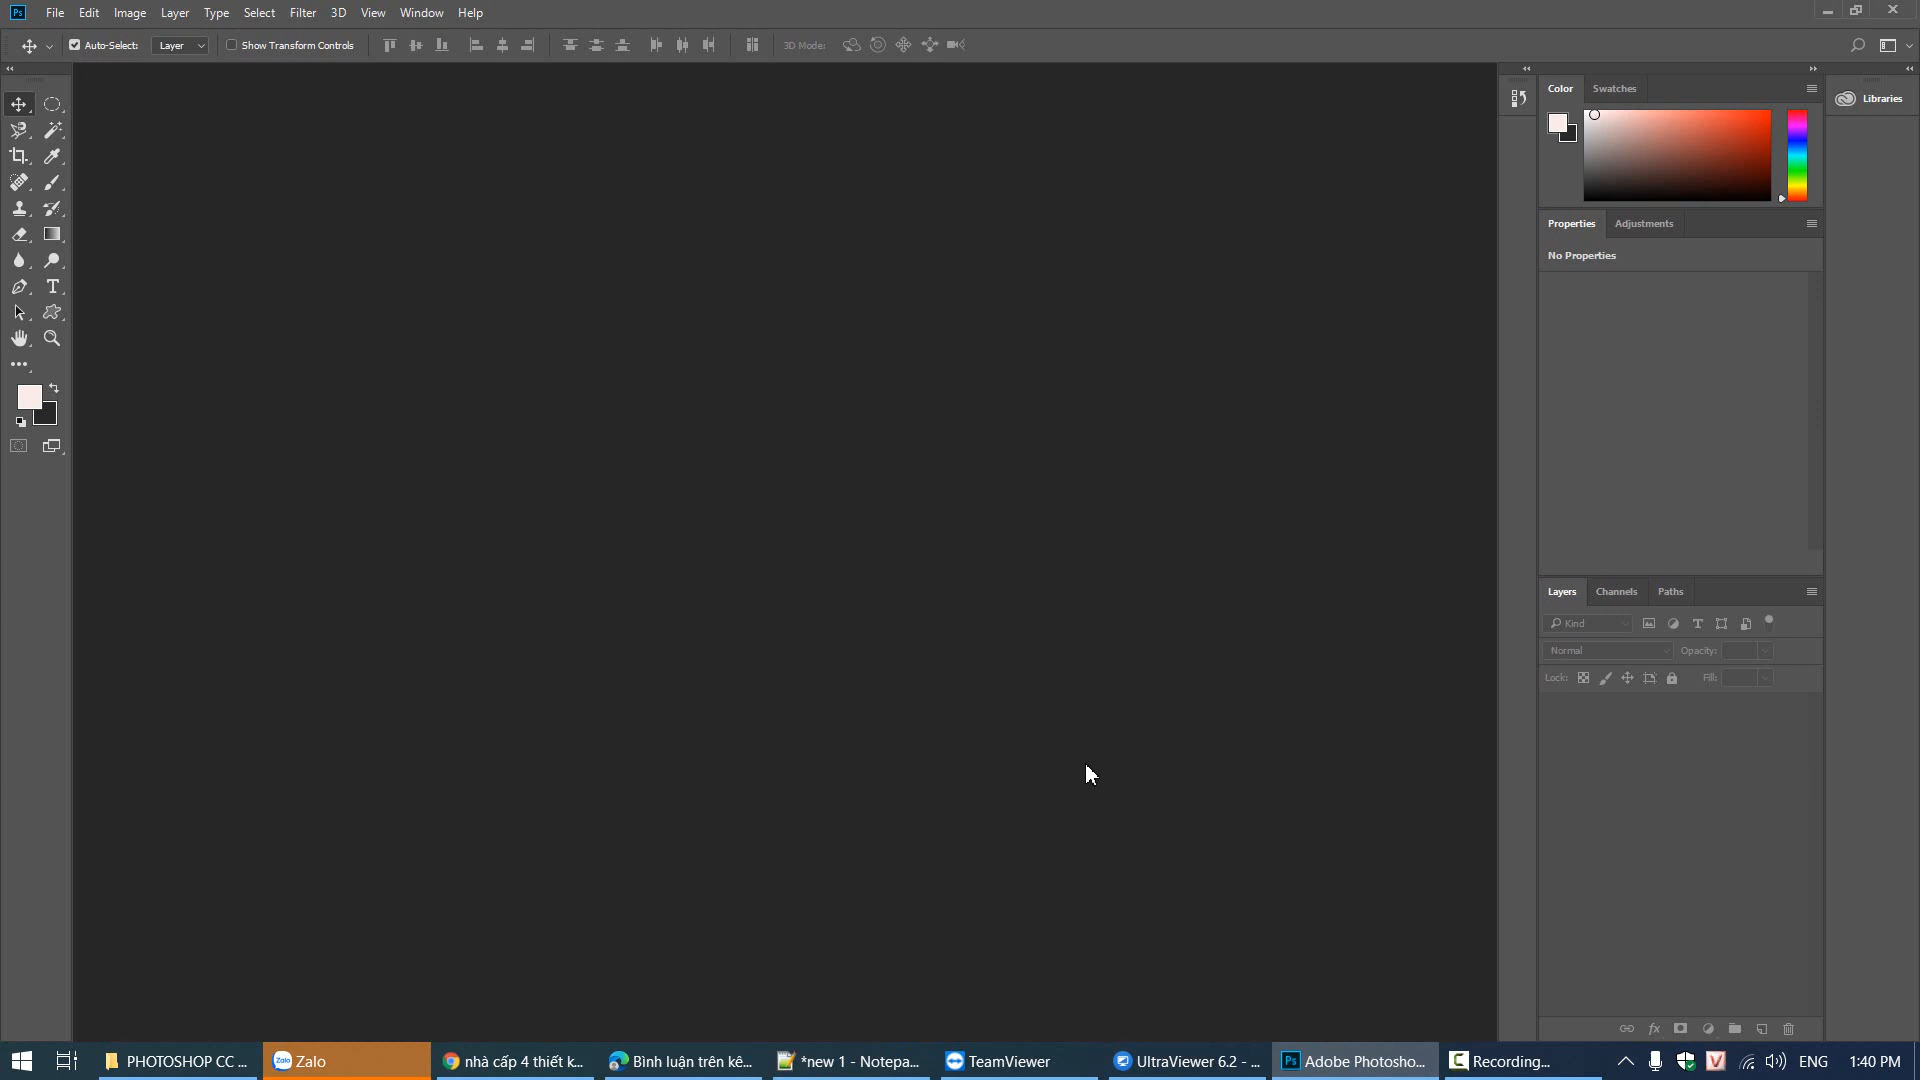 Ps File Edit Image Layer Type Select Filter 3D View Window Help
Auto-Select: Layer Show Transform Controls 3D Mode:
Color Swatches
Libraries
Properties Adjustments
No Properties
Layers Channels Paths
Kind
Normal Opacity:
Lock: Fill:
fx
PHOTOSHOP CC ... Zalo nhà cấp 4 thiết k... Bình luận trên kê... *new 1 - Notepa... TeamViewer UltraViewer 6.2 - ... Ps Adobe Photosho... Recording... ENG 1:40 PM